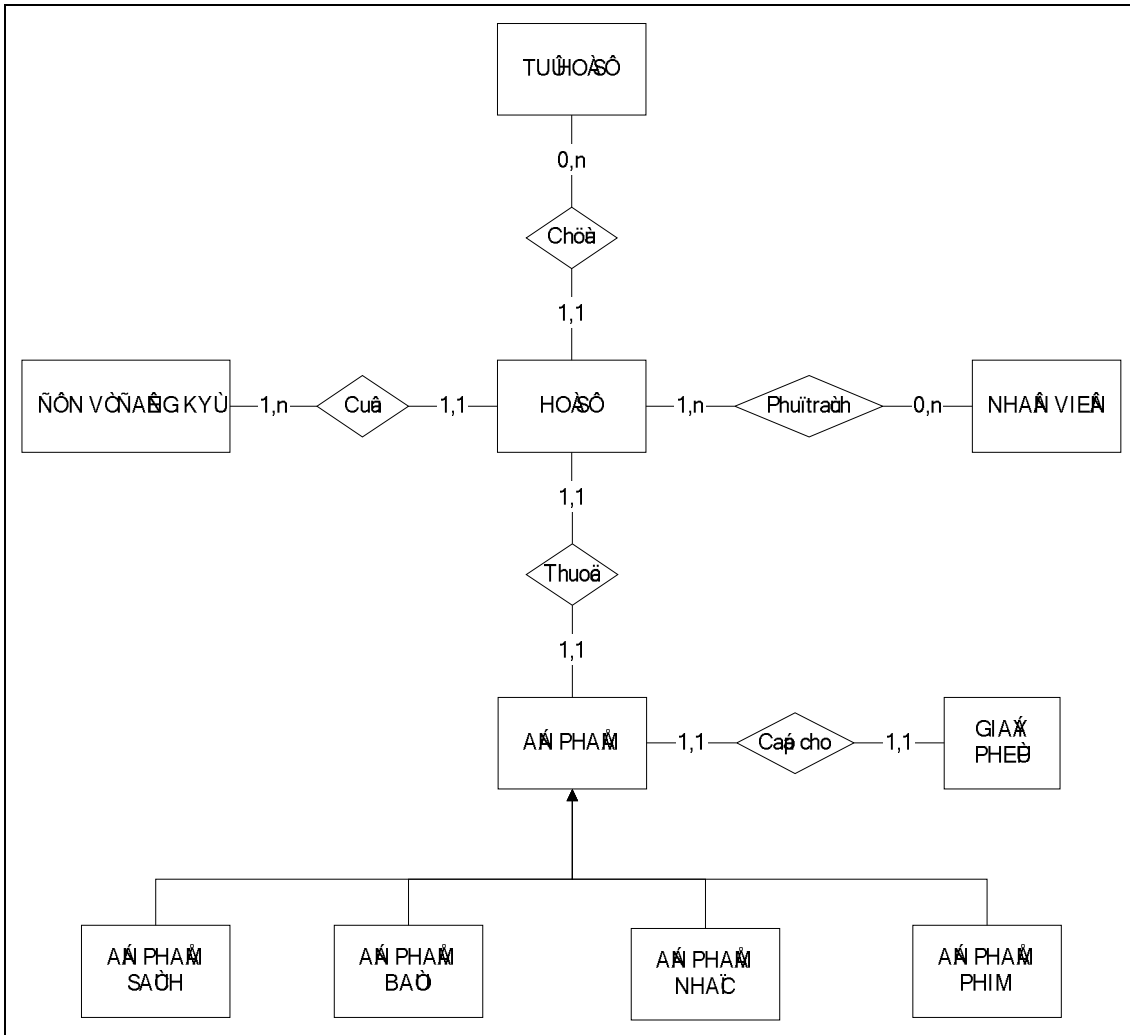 TUÛ HOÀ SÔ
0,n
Chöùa
1,1
ÑÔN VÒ ÑAÊNG KYÙ 1,n Cuûa 1,1 HOÀ SÔ 1,n Phuï traùch 0,n NHAÂN VIEÂN
1,1
Thuoäc
1,1
AÁN PHAÅM 1,1 Caáp cho 1,1 GIAÁY
PHEÙP
AÁN PHAÅM
SAÙCH
AÁN PHAÅM
BAÙO
AÁN PHAÅM
NHAÏC
AÁN PHAÅM
PHIM